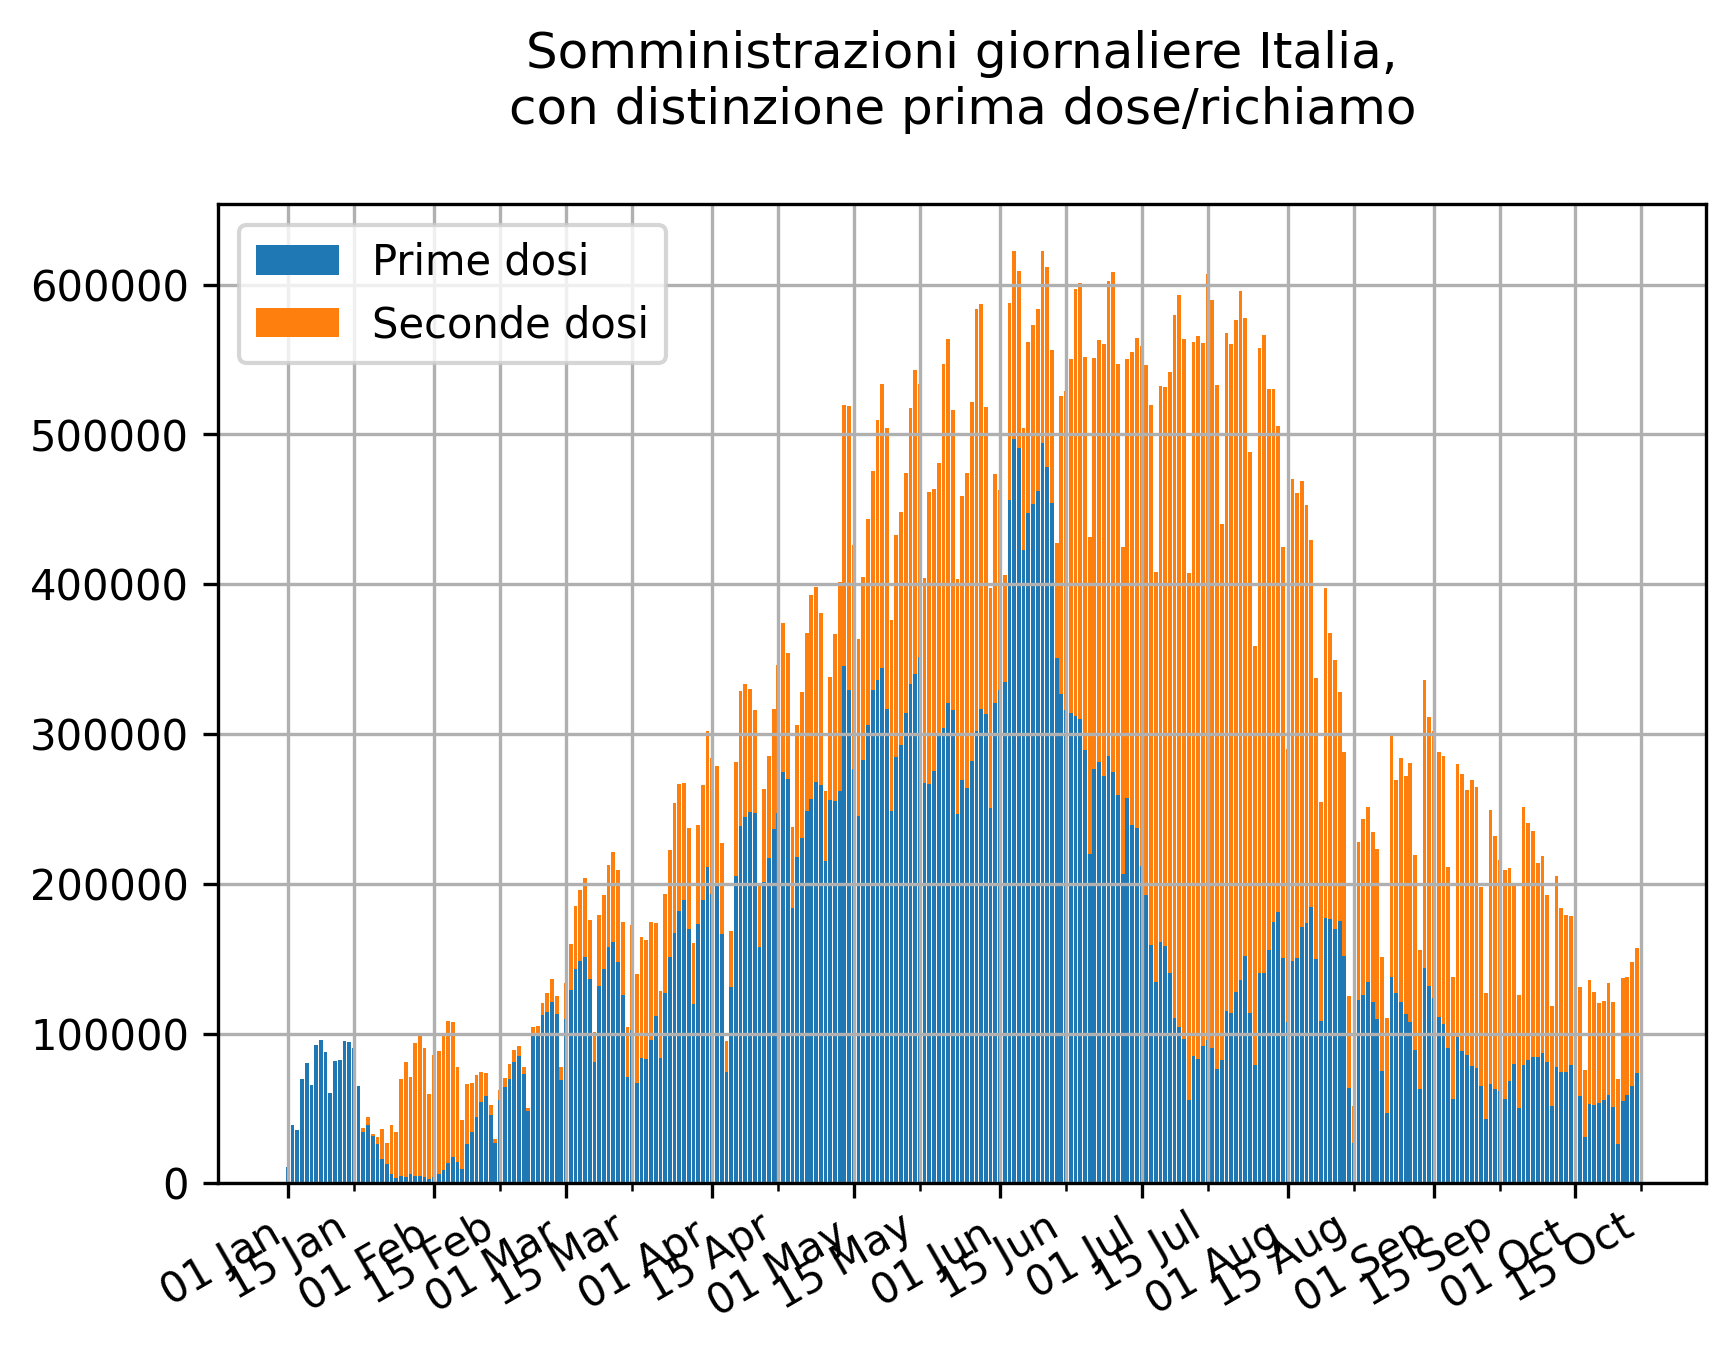 Somministrazioni giornaliere Italia,
con distinzione prima dose/richiamo
Prime dosi
Seconde dosi
600000
500000
400000
300000
200000
100000
0
01 Jan
15 Jan
01 Feb
15 Feb
01 Mar
15 Mar
01 Apr
15 Apr
01 May
15 May
01 Jun
15 Jun
01 Jul
15 Jul
01 Aug
15 Aug
01 Sep
15 Sep
01 Oct
15 Oct